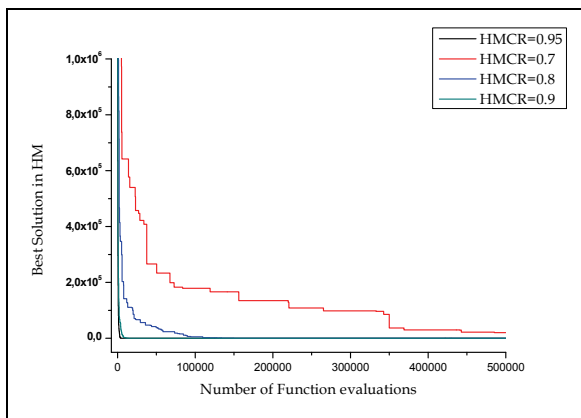 HMCR=0.95
HMCR=0.7
HMCR=0.8
HMCR=0.9
1,0x10⁶
8,0x10⁵
6,0x10⁵
4,0x10⁵
2,0x10⁵
0,0
Best Solution in HM
0
100000
200000
300000
400000
500000
Number of Function evaluations